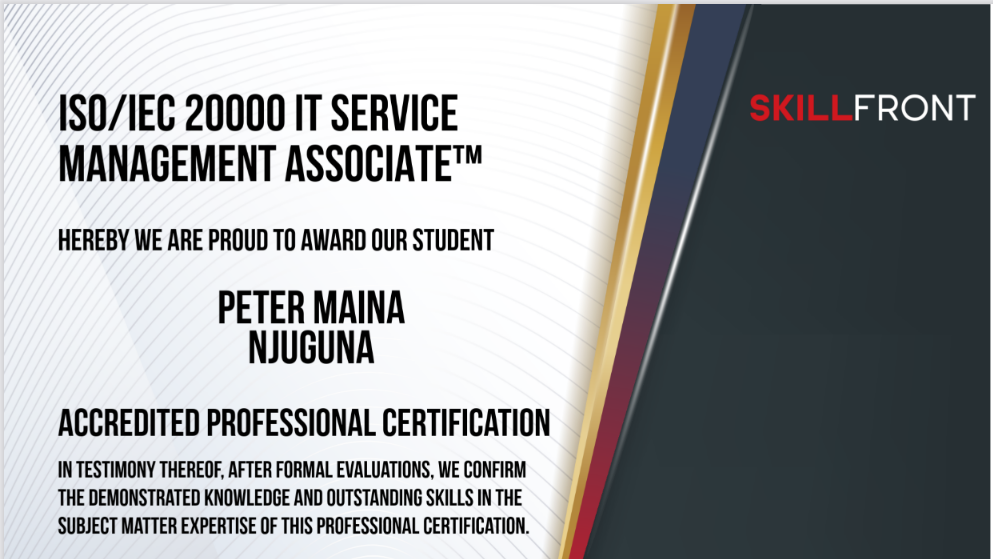 ISO/IEC 20000 IT SERVICE
MANAGEMENT ASSOCIATE™
SKILLFRONT
HEREBY WE ARE PROUD TO AWARD OUR STUDENT
PETER MAINA
NJUGUNA
ACCREDITED PROFESSIONAL CERTIFICATION
IN TESTIMONY THEREOF, AFTER FORMAL EVALUATIONS, WE CONFIRM
THE DEMONSTRATED KNOWLEDGE AND OUTSTANDING SKILLS IN THE
SUBJECT MATTER EXPERTISE OF THIS PROFESSIONAL CERTIFICATION.